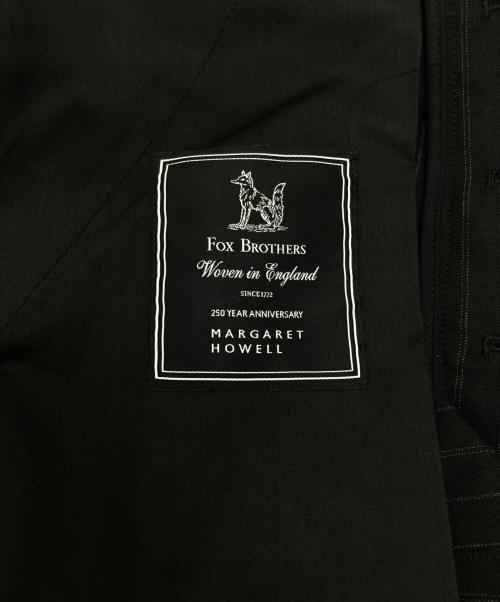 FOX BROTHERS
Woven in England
SINCE 1772
250 YEAR ANNIVERSARY
MARGARET
HOWELL